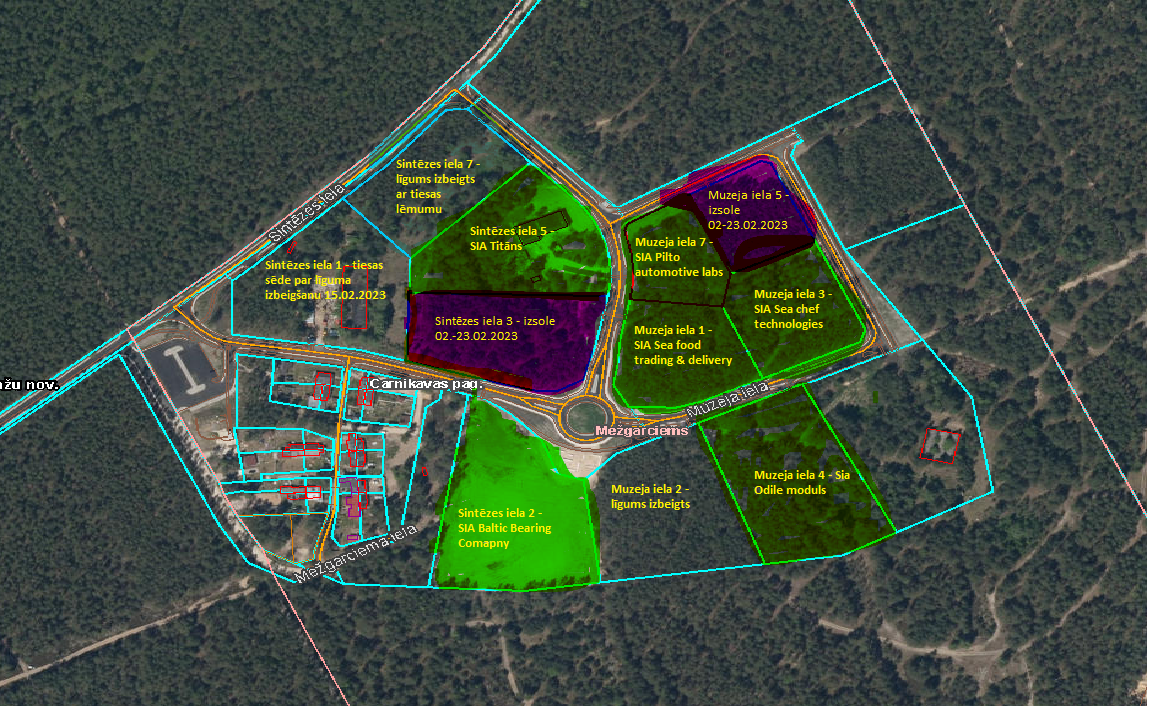 Sintēzes iela 7 -
līgums izbeigts
ar tiesas
lēmumu
Sintēzes iela
Muzeja iela 5 -
izsole
02-23.02.2023
Sintēzes iela 5 -
SIA Titāns
Muzeja iela 7 -
SIA Pilto
automotive labs
Sintēzes iela 1 - tiesas
sēde par līguma
izbeigšanu 15.02.2023
Muzeja iela 3 -
SIA Sea chef
technologies
Sintēzes iela 3 - izsole
02.-23.02.2023
Muzeja iela 1 -
SIA Sea food
trading & delivery
ažu nov.
Carnikavas pag.
Muzeja iela
Mežgarciems
Muzeja iela 4 - Sia
Odile moduls
Muzeja iela 2 -
līgums izbeigts
Sintēzes iela 2 -
SIA Baltic Bearing
Comapny
Mežgarciema iela